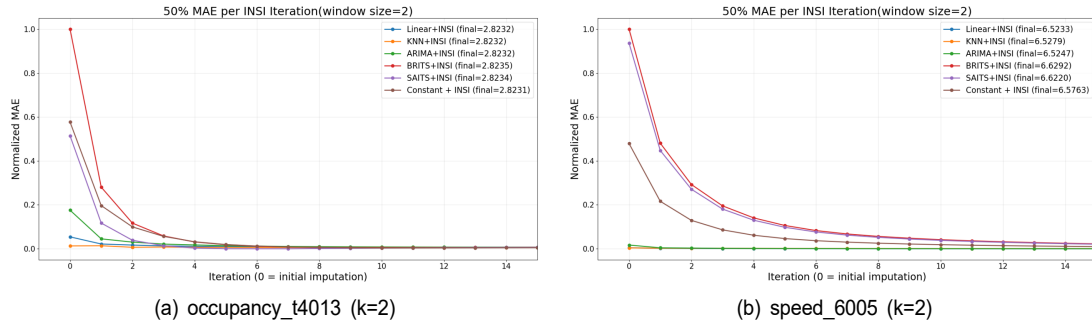 50% MAE per INSI Iteration(window size=2)
Normalized MAE
1.0
0.8
0.6
0.4
0.2
0.0
Linear+INSI (final=2.8232)
KNN+INSI (final=2.8232)
ARIMA+INSI (final=2.8232)
BRITS+INSI (final=2.8235)
SAITS+INSI (final=2.8234)
Constant + INSI (final=2.8231)
0 2 4 6 8 10 12 14
Iteration (0 = initial imputation)
(a) occupancy_t4013 (k=2)
50% MAE per INSI Iteration(window size=2)
Normalized MAE
1.0
0.8
0.6
0.4
0.2
0.0
Linear+INSI (final=6.5233)
KNN+INSI (final=6.5279)
ARIMA+INSI (final=6.5247)
BRITS+INSI (final=6.6292)
SAITS+INSI (final=6.6220)
Constant + INSI (final=6.5763)
0 2 4 6 8 10 12 14
Iteration (0 = initial imputation)
(b) speed_6005 (k=2)